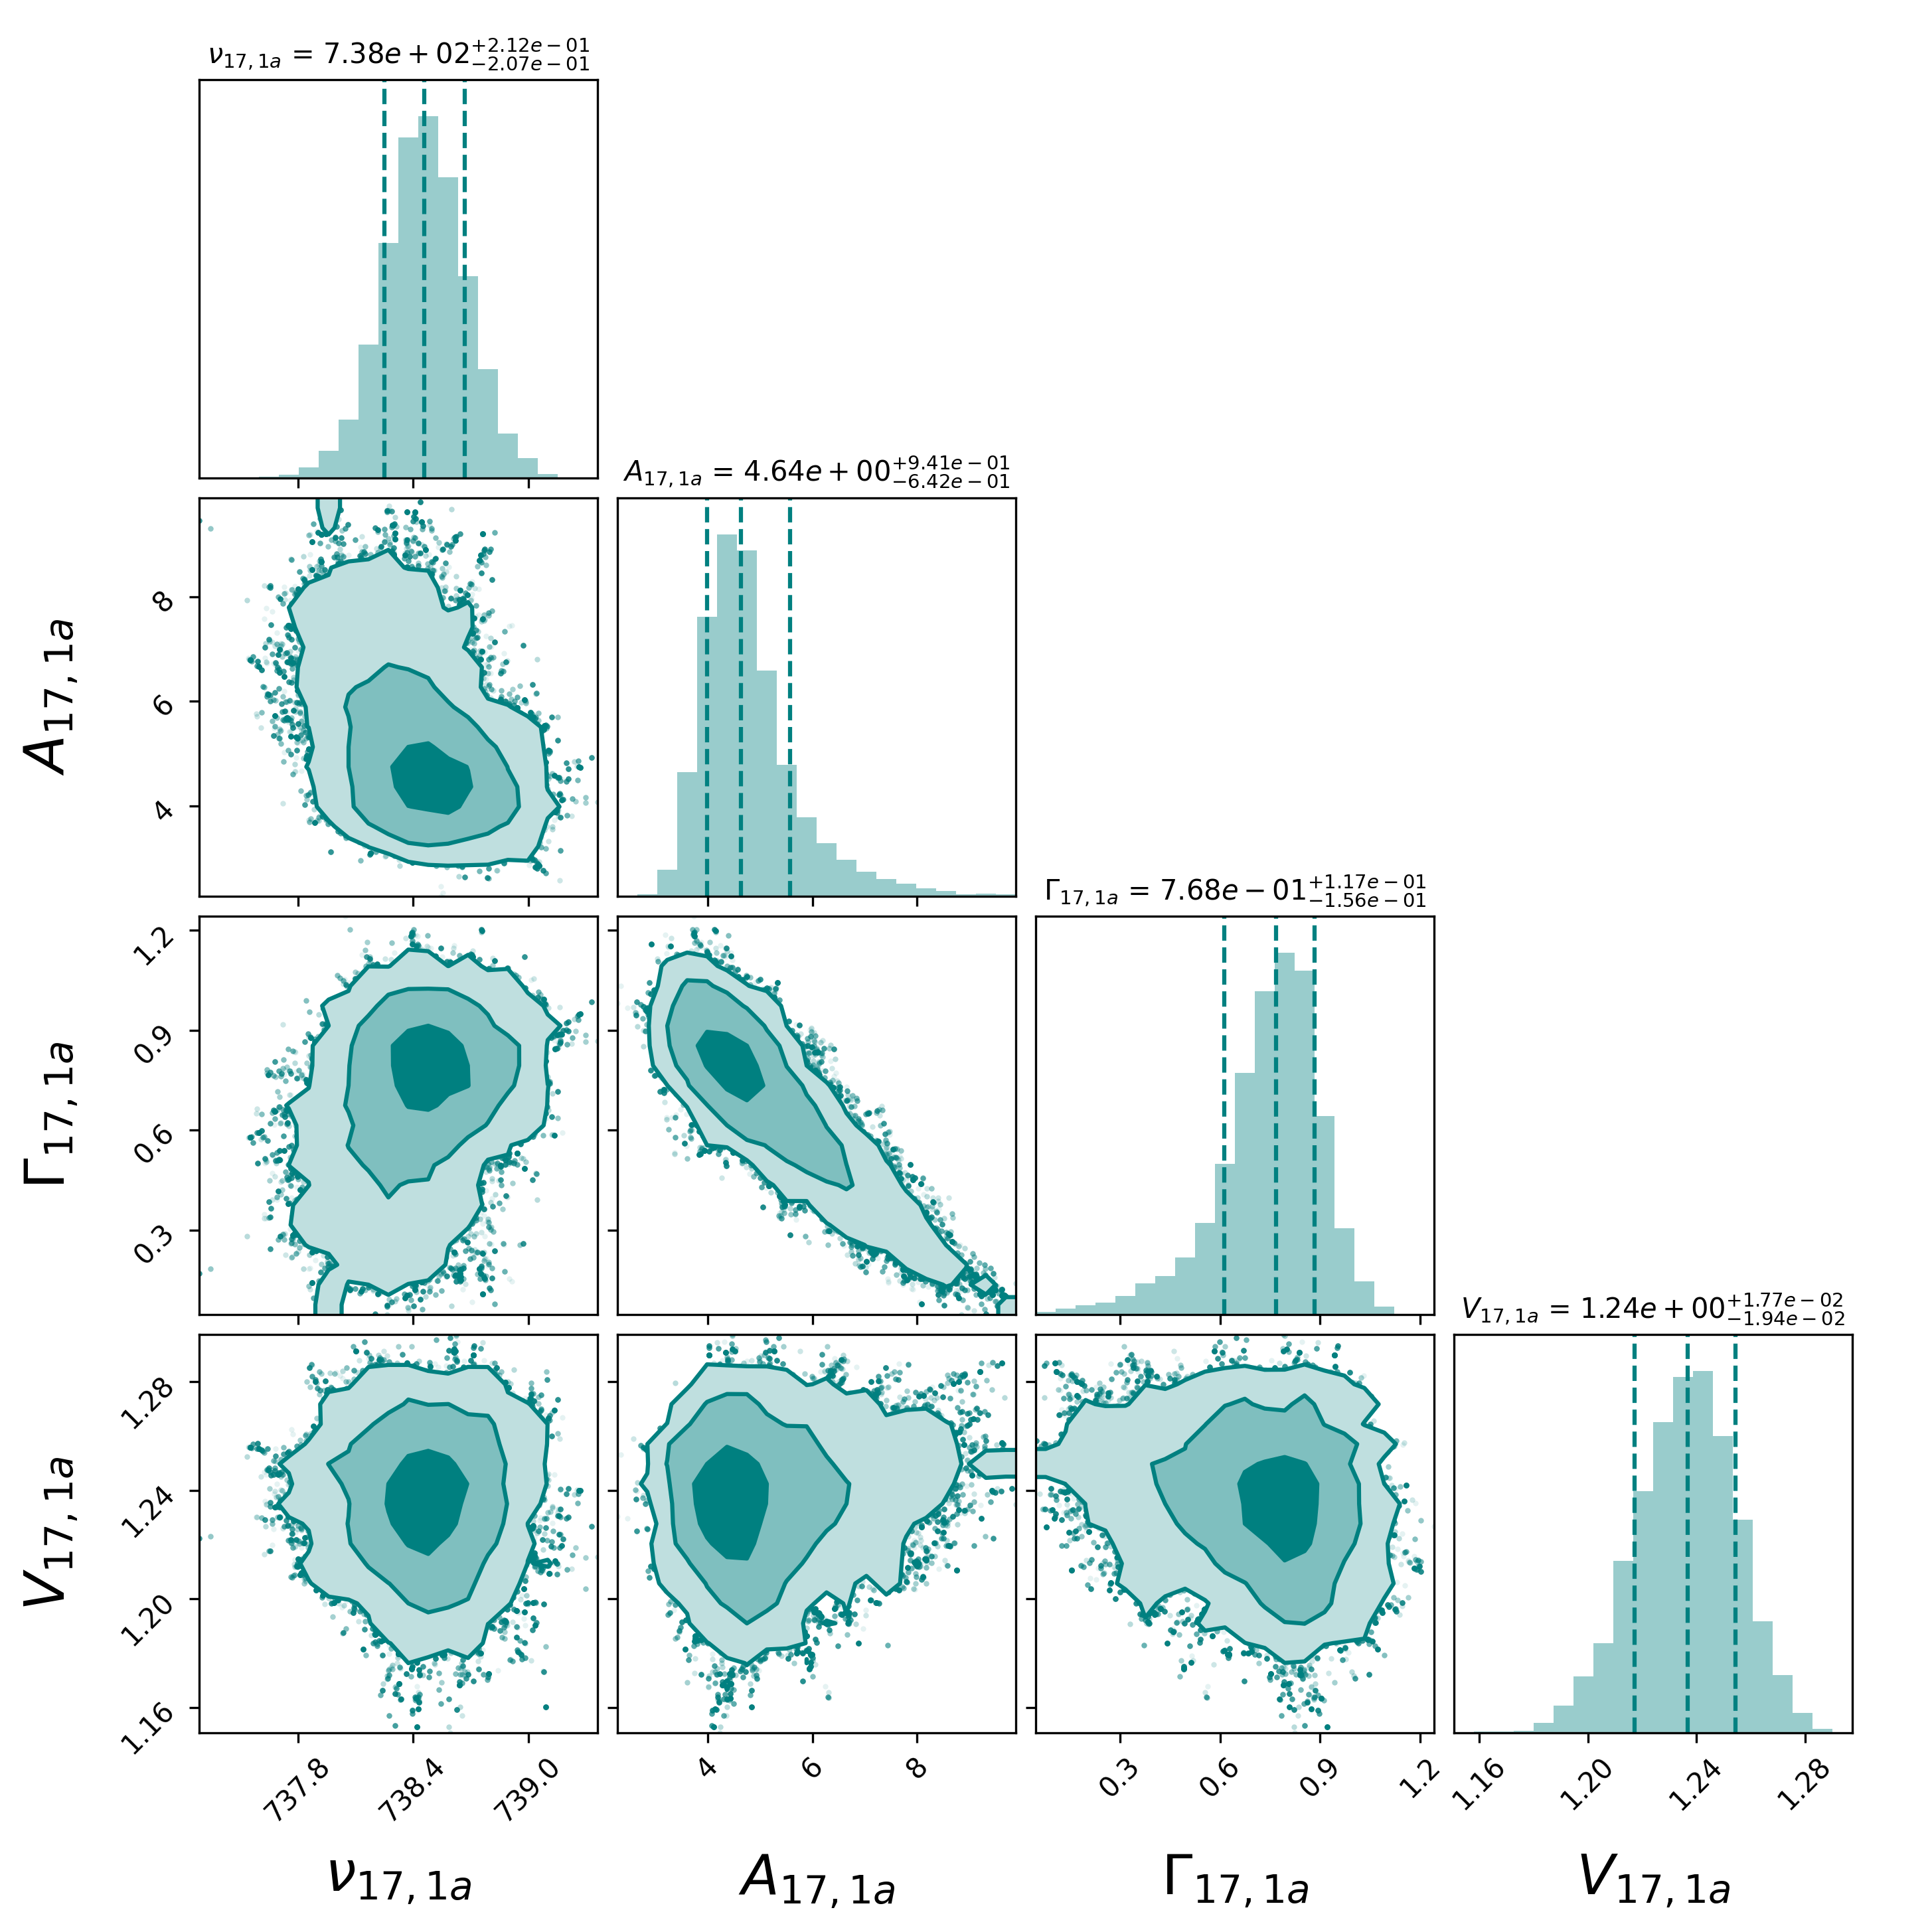 ν17,1a = 7.38e + 02+2.12e − 01
−2.07e − 01
A17,1a = 4.64e + 00+9.41e − 01
−6.42e − 01
8
6
4
A17,1a
Γ17,1a = 7.68e − 01+1.17e − 01
−1.56e − 01
1.2
0.9
0.6
0.3
Γ17,1a
V17,1a = 1.24e + 00+1.77e − 02
−1.94e − 02
1.28
1.24
1.20
1.16
V17,1a
737.8 738.4 739.0 4 6 8 0.3 0.6 0.9 1.2 1.16 1.20 1.24 1.28
ν17,1a A17,1a Γ17,1a V17,1a